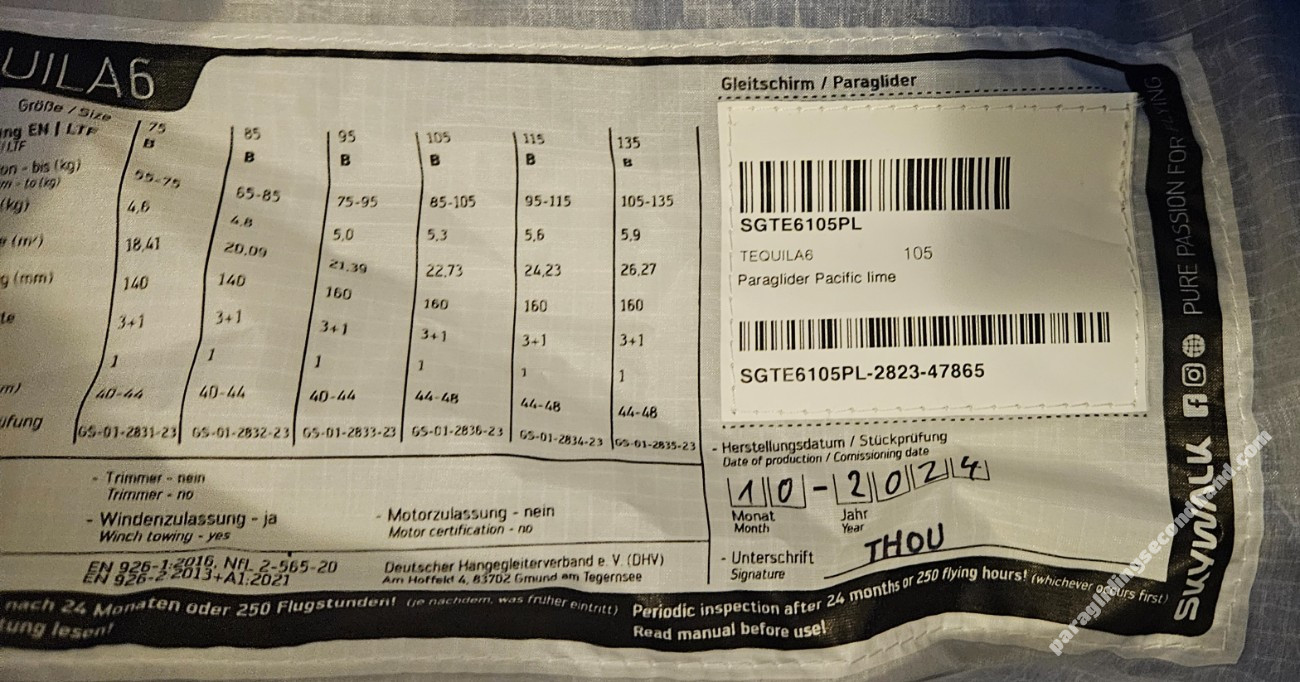 UILA6
Größe / Size
ng EN | LTF 75 85 95 105 115 135
/LTF B B B B B B
on - bis (kg)
m - to (kg) 55-75 65-85 75-95 85-105 95-115 105-135
(kg) 4,6 4,8 5,0 5,3 5,6 5,9
(m²) 18,41 20,09 21,39 22,73 24,23 26,27
g (mm) 140 140 160 160 160 160
te 3+1 3+1 3+1 3+1 3+1 3+1
1 1 1 1 1 1
m) 40-44 40-44 40-44 44-48 44-48 44-48
üfung GS-01-2831-23 GS-01-2832-23 GS-01-2833-23 GS-01-2836-23 GS-01-2834-23 GS-01-2835-23
- Trimmer - nein
Trimmer - no
- Windenzulassung - ja
Winch towing - yes
- Motorzulassung - nein
Motor certification - no
EN 926-1:2016, NfL 2-565-20
EN 926-2 2013+A1:2021
Deutscher Hängegleiterverband e. V. (DHV)
Am Hoffeld 4, 83702 Gmund am Tegernsee
Gleitschirm / Paraglider
SGTE6105PL
TEQUILA6 105
Paraglider Pacific lime
SGTE6105PL-2823-47865
- Herstellungsdatum / Stückprüfung
Date of production / Comissioning date
10-2024
Monat Jahr
Month Year
- Unterschrift THOU
Signature
nach 24 Monaten oder 250 Flugstunden! (je nachdem, was früher eintritt)
tung lesen!
Periodic inspection after 24 months or 250 flying hours! (whichever occurs first)
Read manual before use!
SKYWALK PURE PASSION FOR FLYING
paraglidingsecondhand.com